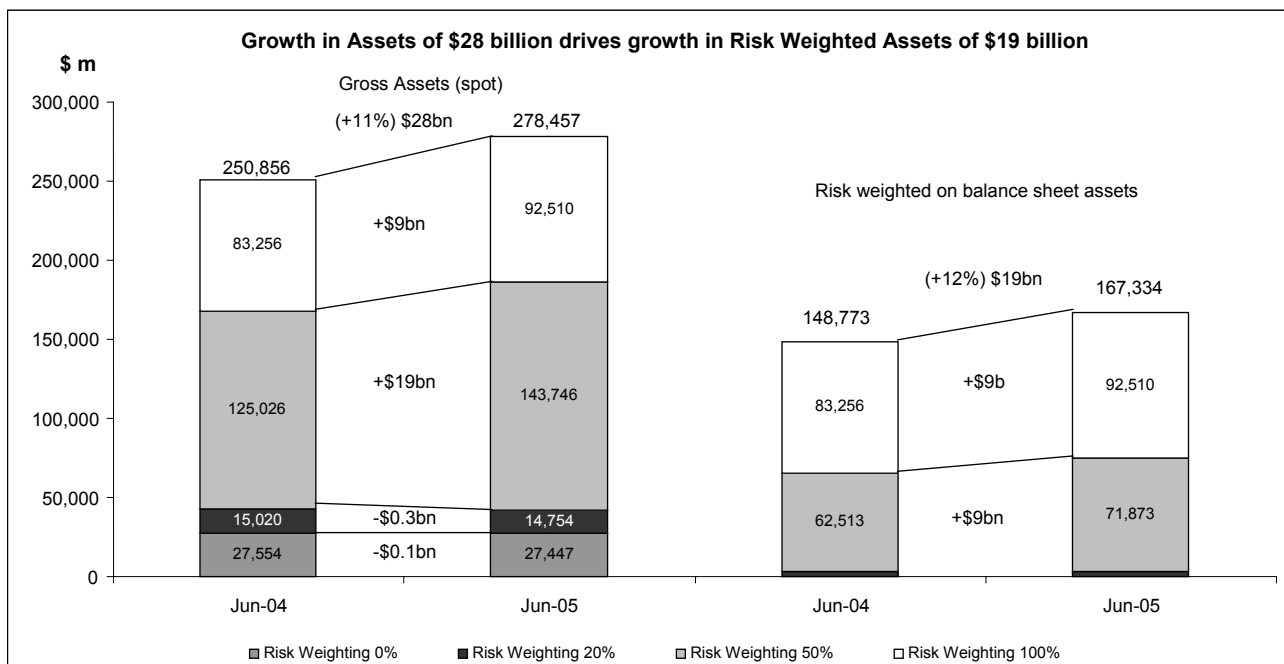 Growth in Assets of $28 billion drives growth in Risk Weighted Assets of $19 billion
$ m
Gross Assets (spot)
300,000
(+11%) $28bn
278,457
250,856
250,000
Risk weighted on balance sheet assets
92,510
+$9bn
83,256
200,000
(+12%) $19bn
167,334
148,773
150,000
+$19bn
+$9b
92,510
143,746
83,256
125,026
100,000
50,000
71,873
62,513
+$9bn
15,020
-$0.3bn
14,754
27,554
-$0.1bn
27,447
0
Jun-04
Jun-05
Jun-04
Jun-05
Risk Weighting 0%
Risk Weighting 20%
Risk Weighting 50%
Risk Weighting 100%